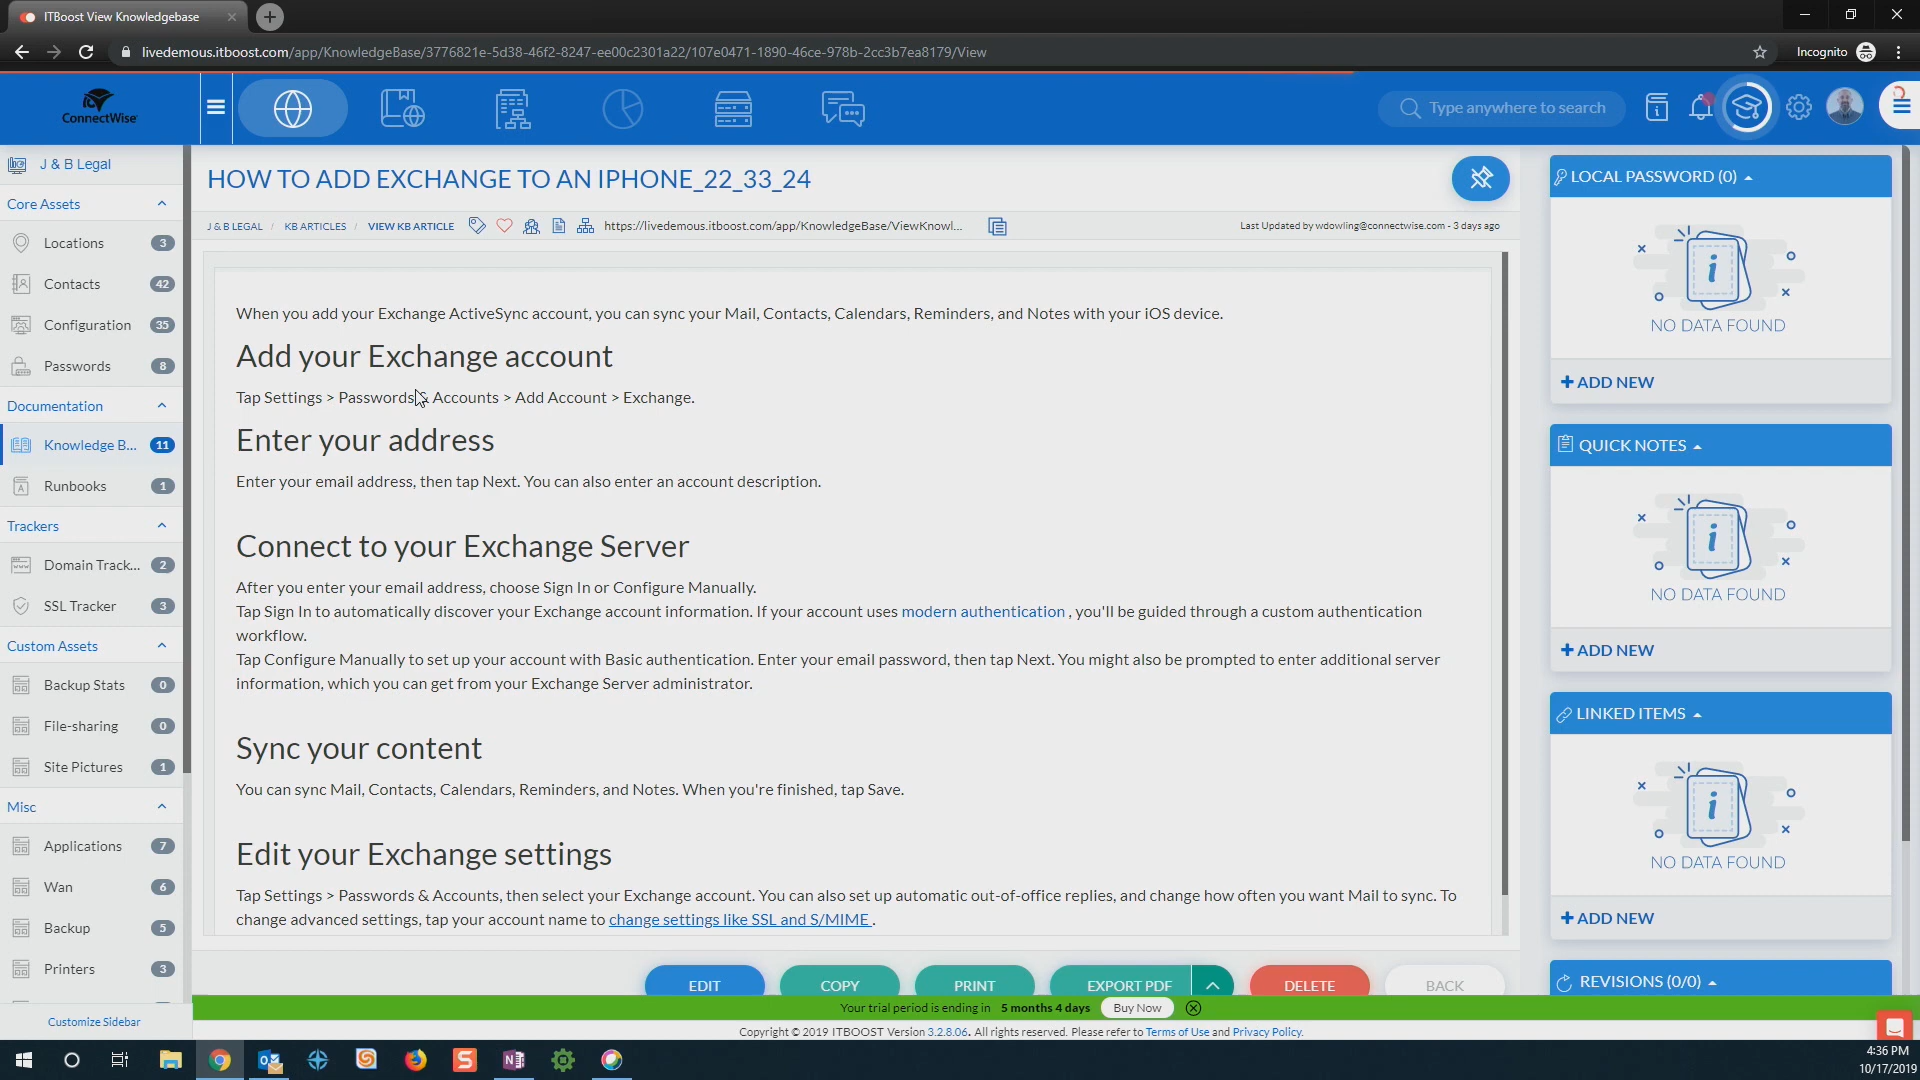 ITBoost View Knowledgebase
livedemous.itboost.com/app/KnowledgeBase/3776821e-5d38-46f2-8247-ee00c2301a22/107e0471-1890-46ce-978b-2cc3b7ea8179/View
Incognito
ConnectWise
Type anywhere to search
J & B Legal
Core Assets
Locations 3
Contacts 42
Configuration 35
Passwords 8
Documentation
Knowledge B... 11
Runbooks 1
Trackers
Domain Track... 2
SSL Tracker 3
Custom Assets
Backup Stats 0
File-sharing 0
Site Pictures 1
Misc
Applications 7
Wan 6
Backup 5
Printers 3
Customize Sidebar
HOW TO ADD EXCHANGE TO AN IPHONE_22_33_24
J & B LEGAL / KB ARTICLES / VIEW KB ARTICLE https://livedemous.itboost.com/app/KnowledgeBase/ViewKnowl... Last Updated by wdowling@connectwise.com - 3 days ago
When you add your Exchange ActiveSync account, you can sync your Mail, Contacts, Calendars, Reminders, and Notes with your iOS device.
Add your Exchange account
Tap Settings > Passwords & Accounts > Add Account > Exchange.
Enter your address
Enter your email address, then tap Next. You can also enter an account description.
Connect to your Exchange Server
After you enter your email address, choose Sign In or Configure Manually.
Tap Sign In to automatically discover your Exchange account information. If your account uses modern authentication , you'll be guided through a custom authentication
workflow.
Tap Configure Manually to set up your account with Basic authentication. Enter your email password, then tap Next. You might also be prompted to enter additional server
information, which you can get from your Exchange Server administrator.
Sync your content
You can sync Mail, Contacts, Calendars, Reminders, and Notes. When you're finished, tap Save.
Edit your Exchange settings
Tap Settings > Passwords & Accounts, then select your Exchange account. You can also set up automatic out-of-office replies, and change how often you want Mail to sync. To
change advanced settings, tap your account name to change settings like SSL and S/MIME .
EDIT COPY PRINT EXPORT PDF DELETE BACK
LOCAL PASSWORD (0)
NO DATA FOUND
+ ADD NEW
QUICK NOTES
NO DATA FOUND
+ ADD NEW
LINKED ITEMS
NO DATA FOUND
+ ADD NEW
REVISIONS (0/0)
Your trial period is ending in 5 months 4 days Buy Now
Copyright © 2019 ITBOOST Version 3.2.8.06. All rights reserved. Please refer to Terms of Use and Privacy Policy.
4:36 PM
10/17/2019